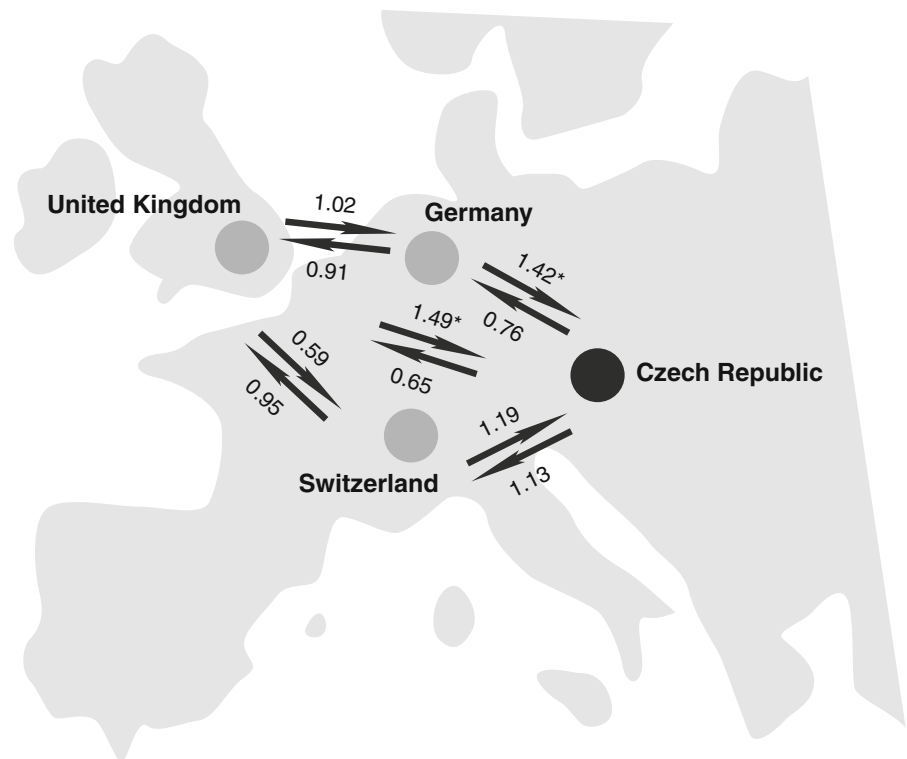 United Kingdom
1.02
Germany
0.91
1.42*
0.76
1.49*
0.65
0.59
0.95
Czech Republic
1.19
1.13
Switzerland